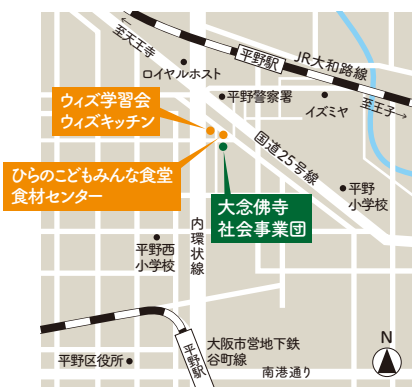 ←至天王寺
JR大和路線
平野駅
ロイヤルホスト
平野警察署
イズミヤ
至王子→
ウィズ学習会
ウィズキッチン
国道25号線
ひらのこどもみんな食堂
食材センター
平野
小学校
大念佛寺
社会事業団
内環状線
平野西
小学校
大阪市営地下鉄
谷町線
平野駅
平野区役所
南港通り
N